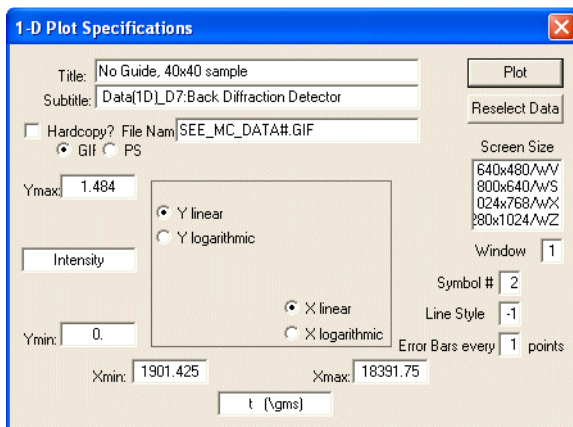 1-D Plot Specifications
Title: No Guide, 40x40 sample
Plot
Subtitle: Data(1D)_D7:Back Diffraction Detector
Reselect Data
Hardcopy? File Nam SEE_MC_DATA#.GIF
GIF PS
Screen Size
640x480/WV
800x640/WS
024x768/WX
280x1024/WZ
Ymax: 1.484
Y linear
Y logarithmic
Window 1
Intensity
Symbol # 2
X linear
Line Style -1
Ymin: 0.
X logarithmic
Error Bars every 1 points
Xmin: 1901.425
Xmax: 18391.75
t (\gms)